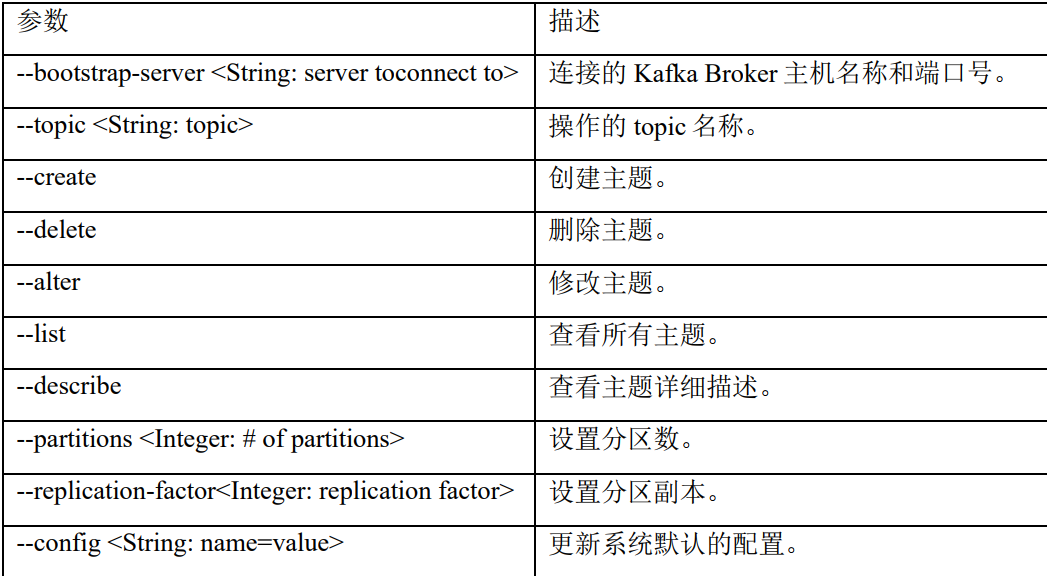 参数 描述
--bootstrap-server <String: server toconnect to> 连接的 Kafka Broker 主机名称和端口号。
--topic <String: topic> 操作的 topic 名称。
--create 创建主题。
--delete 删除主题。
--alter 修改主题。
--list 查看所有主题。
--describe 查看主题详细描述。
--partitions <Integer: # of partitions> 设置分区数。
--replication-factor<Integer: replication factor> 设置分区副本。
--config <String: name=value> 更新系统默认的配置。